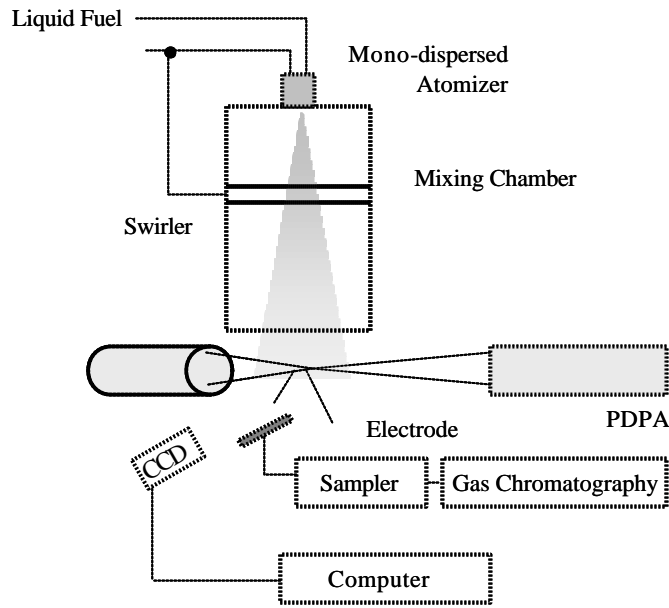 Liquid Fuel
Mono-dispersed
Atomizer
Mixing Chamber
Swirler
PDPA
Electrode
CCD
Sampler
Gas Chromatography
Computer